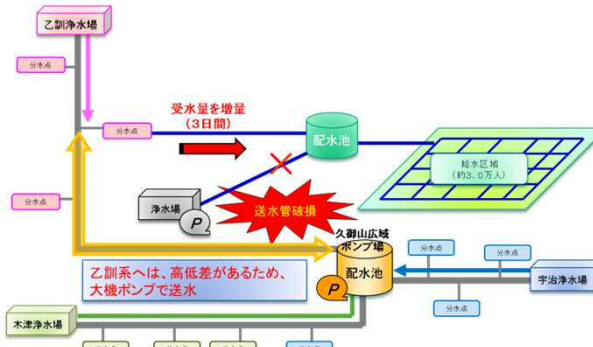 乙訓浄水場
分水点
受水量を増量
（３日間）
分水点
配水池
給水区域
（約３.０万人）
分水点
浄水場
P
送水管破損
久御山広域
ポンプ場
乙訓系へは、高低差があるため、
大機ポンプで送水
配水池
P
分水点
分水点
宇治浄水場
分水点
木津浄水場